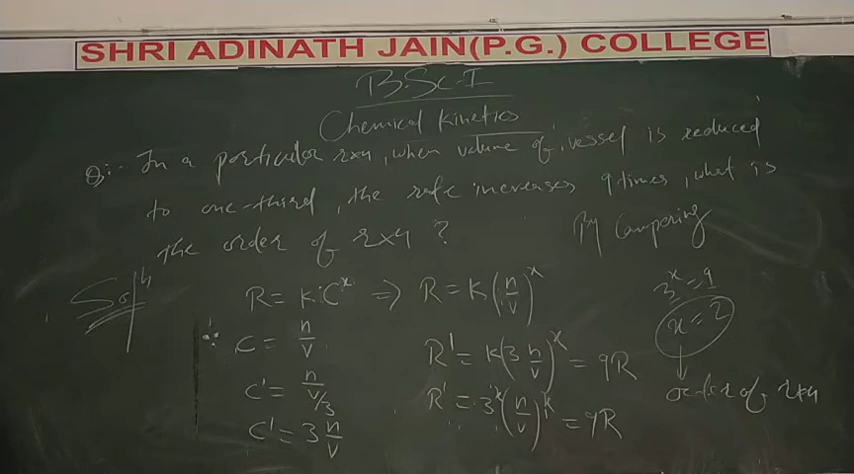 SHRI ADINATH JAIN(P.G.) COLLEGE
B.Sc-I
Chemical Kinetics
Q:- In a particular rxn, when volume of vessel is reduced
to one-third, the rate increases 9 times, what is
the order of rxn ?
Soln
R = K.C^x ⇒ R = K(n/v)^x
∵ C = n/v
C' = n/(v/3)
C' = 3 n/v
R' = K(3 n/v)^x = 9R
R' = 3^x (n/v)^x = 9R
By Comparing
3^x = 9
x = 2
↓
order of rxn